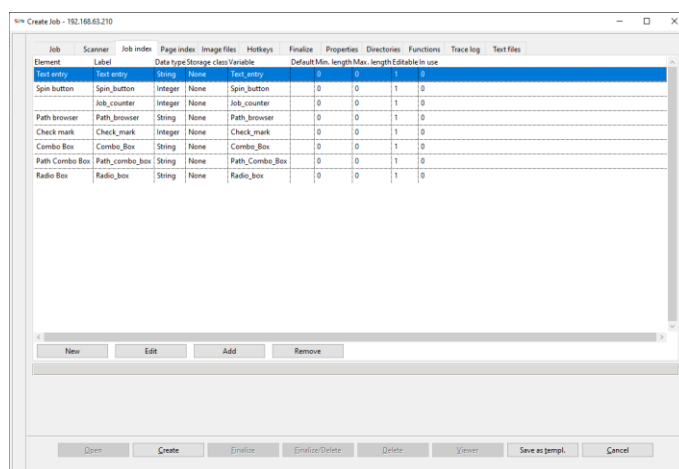 Create Job - 192.168.63.210
Job Scanner Job index Page index Image files Hotkeys Finalize Properties Directories Functions Trace log Text files
Element Label Data type Storage class Variable Default Min. length Max. length Editable In use
Text entry Text entry String None Text_entry 0 0 1 0
Spin button Spin_button Integer None Spin_button 0 0 1 0
Job_counter Integer None Job_counter 0 0 1 0
Path browser Path_browser String None Path_browser 0 0 1 0
Check mark Check_mark Integer None Check_mark 0 0 1 0
Combo Box Combo_Box String None Combo_Box 0 0 1 0
Path Combo Box Path_combo_box String None Path_Combo_Box 0 0 1 0
Radio Box Radio_box String None Radio_box 0 0 1 0
New Edit Add Remove
Open Create Finalize Finalize/Delete Delete Viewer Save as templ. Cancel